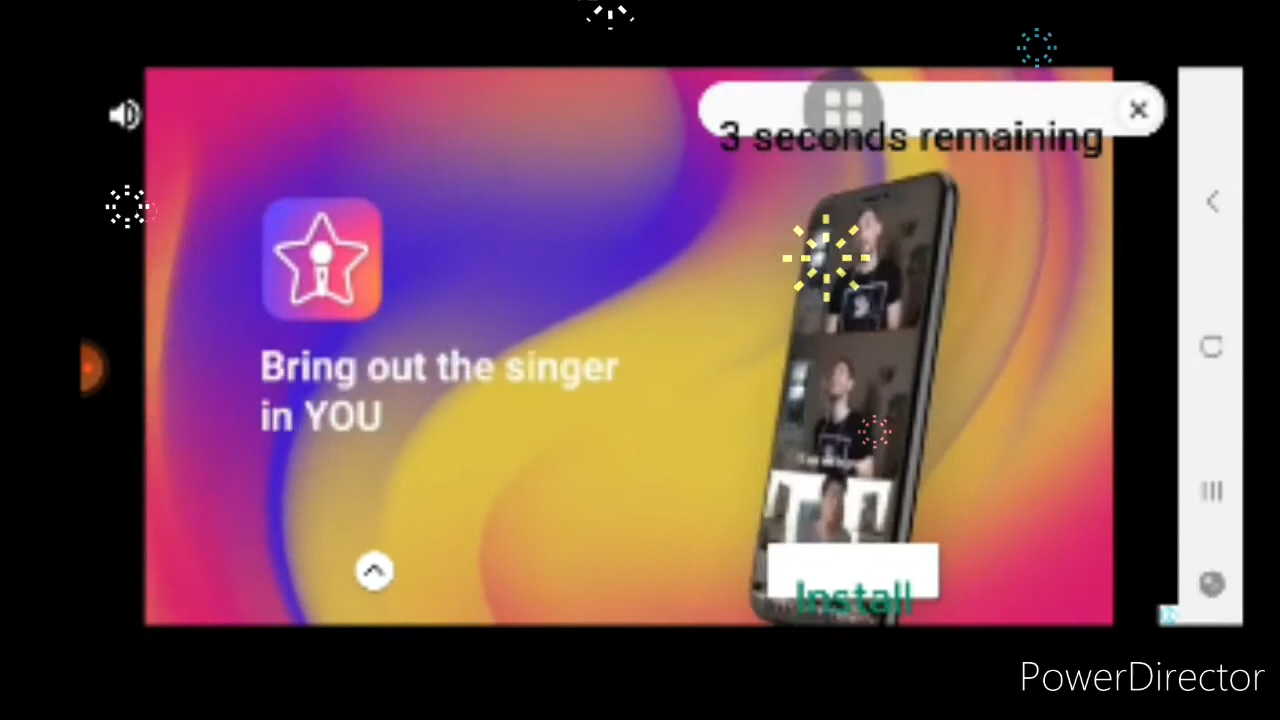 3 seconds remaining
Bring out the singer
in YOU
Install
PowerDirector